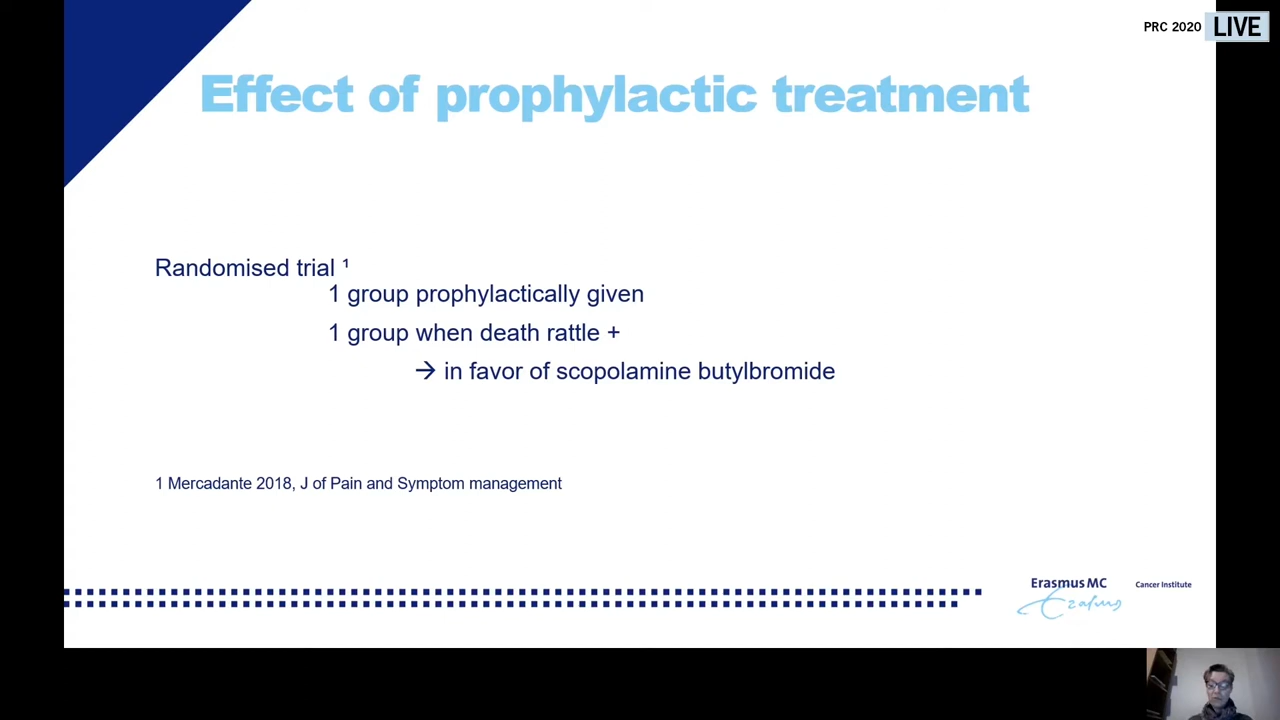 PRC 2020 LIVE
Effect of prophylactic treatment
Randomised trial ¹
1 group prophylactically given
1 group when death rattle +
→ in favor of scopolamine butylbromide
1 Mercadante 2018, J of Pain and Symptom management
Erasmus MC Cancer Institute
Erasmus